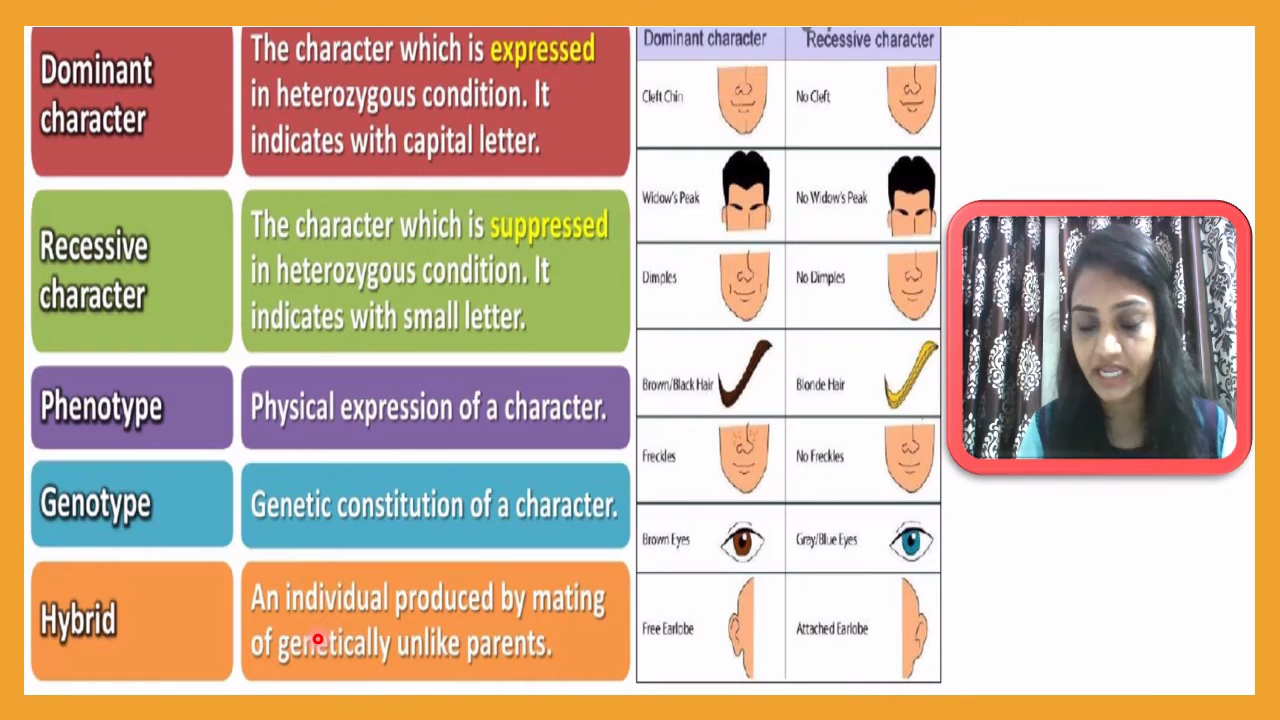 Dominant
character
The character which is expressed
in heterozygous condition. It
indicates with capital letter.
Recessive
character
The character which is suppressed
in heterozygous condition. It
indicates with small letter.
Phenotype
Physical expression of a character.
Genotype
Genetic constitution of a character.
Hybrid
An individual produced by mating
of genetically unlike parents.
Dominant character
Recessive character
Cleft Chin
No Cleft
Widow's Peak
No Widow's Peak
Dimples
No Dimples
Brown/Black Hair
Blonde Hair
Freckles
No Freckles
Brown Eyes
Gray/Blue Eyes
Free Earlobe
Attached Earlobe